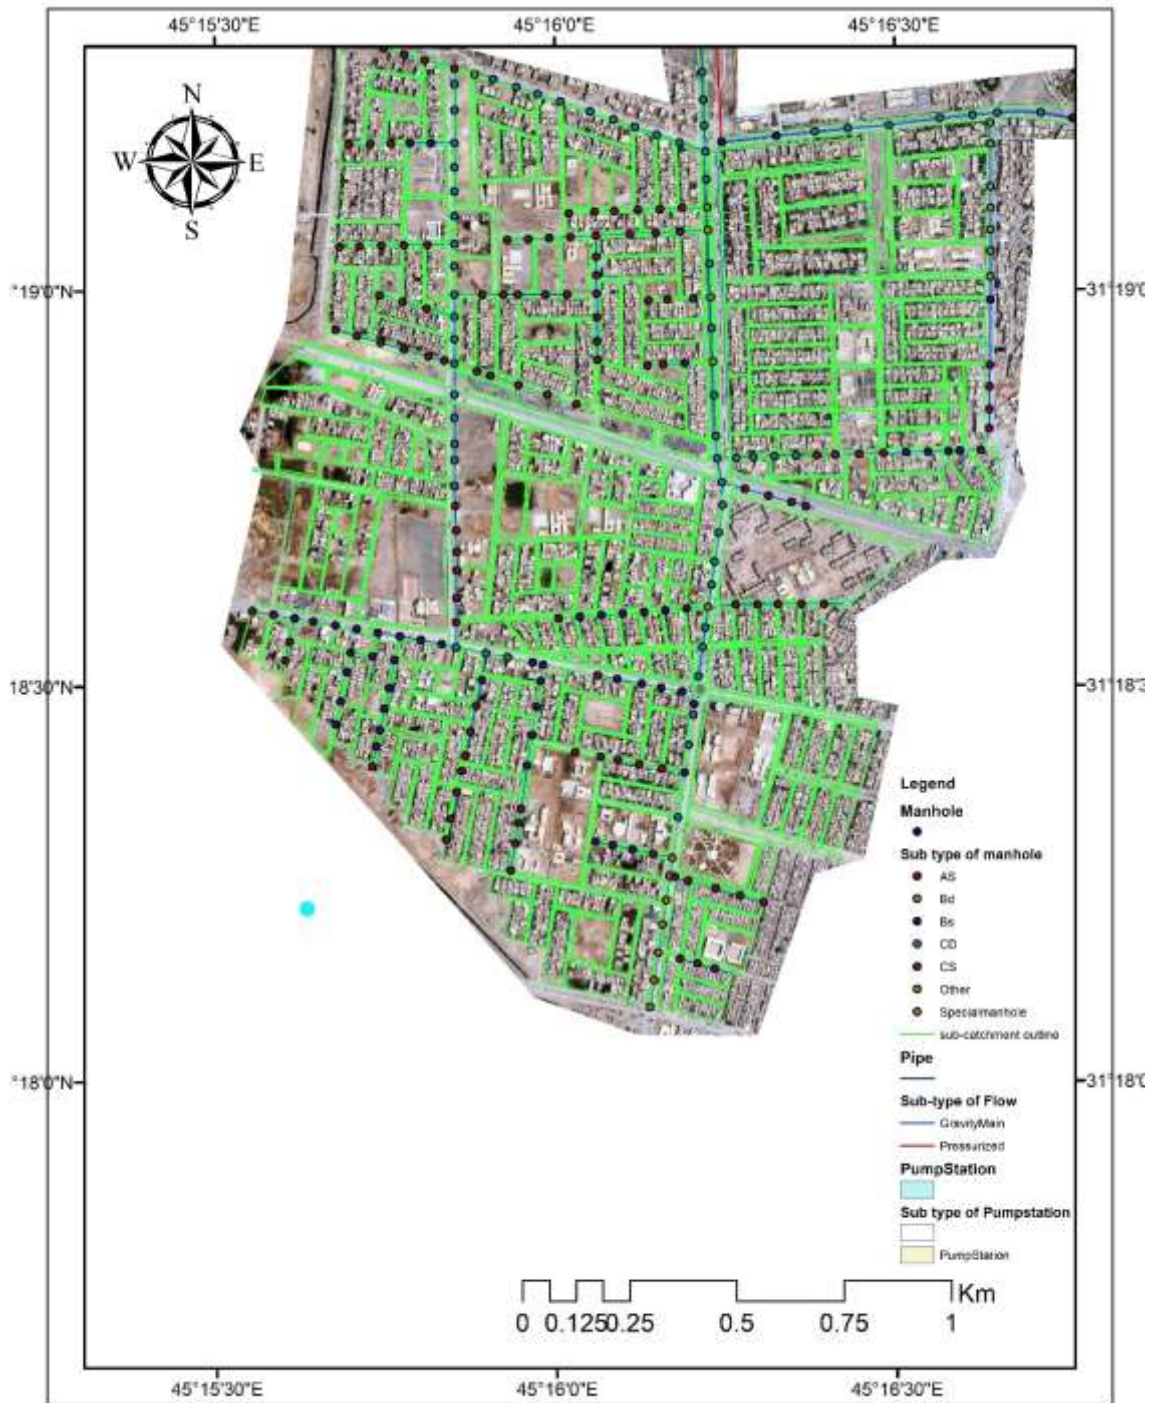 45°15'30"E 45°16'0"E 45°16'30"E
N
W E
S
°19'0"N 31°19'0
18'30"N 31°18'3
Legend
Manhole
Sub type of manhole
AS
Bd
Bs
CD
CS
Other
Specialmanhole
sub-catchment outline
Pipe
Sub-type of Flow
GravityMain
Pressurized
PumpStation
Sub type of Pumpstation
PumpStation
°18'0"N 31°18'0
Km
0 0.125 0.25 0.5 0.75 1
45°15'30"E 45°16'0"E 45°16'30"E